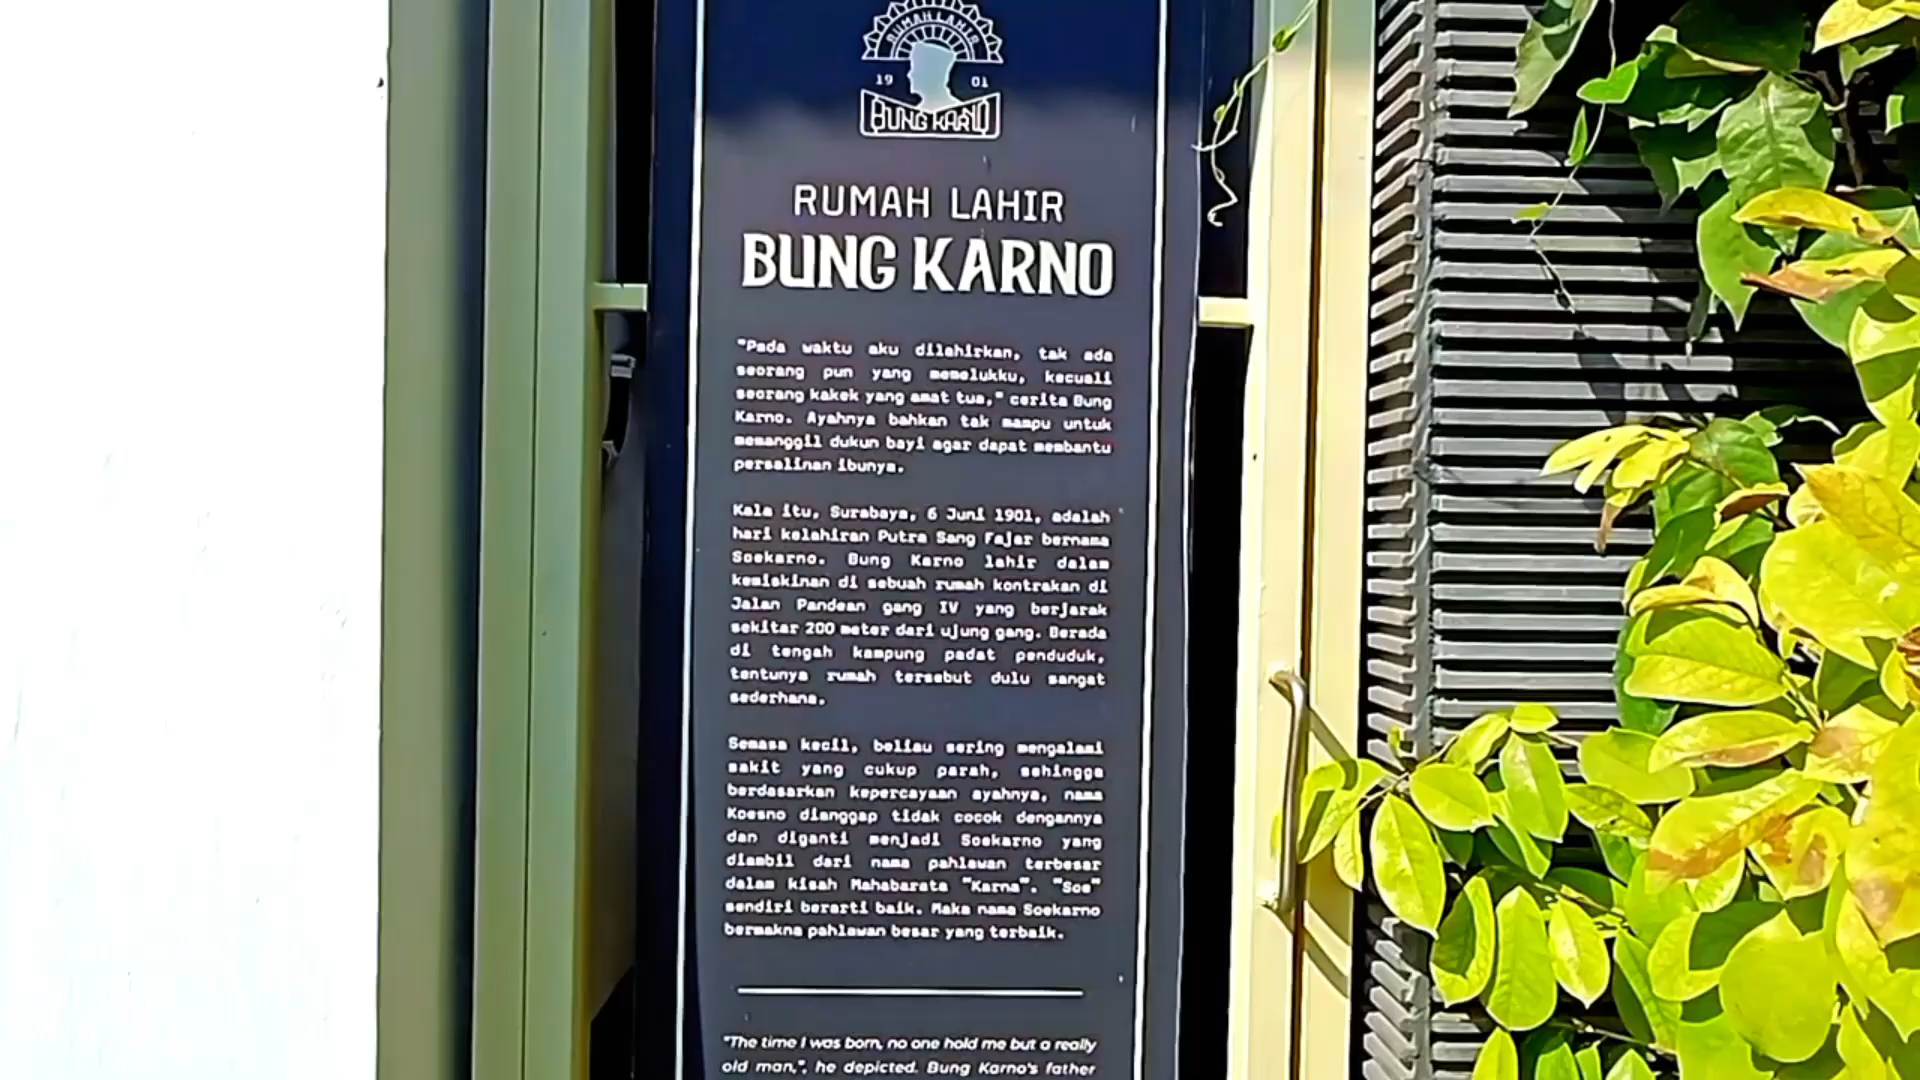 RUMAH LAHIR
19 01
BUNG KARNO
RUMAH LAHIR
BUNG KARNO
"Pada waktu aku dilahirkan, tak ada
seorang pun yang memelukku, kecuali
seorang kakek yang amat tua," cerita Bung
Karno. Ayahnya bahkan tak mampu untuk
memanggil dukun bayi agar dapat membantu
persalinan ibunya.
Kala itu, Surabaya, 6 Juni 1901, adalah
hari kelahiran Putra Sang Fajar bernama
Soekarno. Bung Karno lahir dalam
kemiskinan di sebuah rumah kontrakan di
Jalan Pandean gang IV yang berjarak
sekitar 200 meter dari ujung gang. Berada
di tengah kampung padat penduduk,
tentunya rumah tersebut dulu sangat
sederhana.
Semasa kecil, beliau sering mengalami
sakit yang cukup parah, sehingga
berdasarkan kepercayaan ayahnya, nama
Koesno dianggap tidak cocok dengannya
dan diganti menjadi Soekarno yang
diambil dari nama pahlawan terbesar
dalam kisah Mahabarata "Karna". "Soe"
sendiri berarti baik. Maka nama Soekarno
bermakna pahlawan besar yang terbaik.
"The time I was born, no one hold me but a really
old man,", he depicted. Bung Karno's father